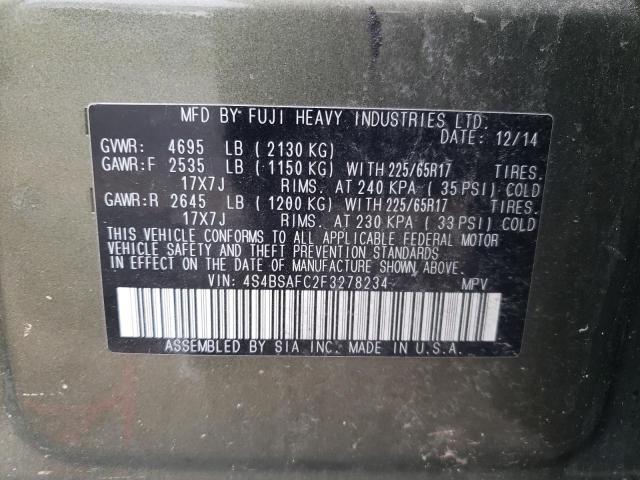 MFD BY FUJI HEAVY INDUSTRIES LTD.
DATE: 12/14
GVWR: 4695 LB ( 2130 KG)
GAWR:F 2535 LB ( 1150 KG) WITH 225/65R17 TIRES.
17X7J RIMS. AT 240 KPA ( 35 PSI) COLD
GAWR:R 2645 LB ( 1200 KG) WITH 225/65R17 TIRES.
17X7J RIMS. AT 230 KPA ( 33 PSI) COLD
THIS VEHICLE CONFORMS TO ALL APPLICABLE FEDERAL MOTOR
VEHICLE SAFETY AND THEFT PREVENTION STANDARDS
IN EFFECT ON THE DATE OF MANUFACTURE SHOWN ABOVE.
VIN: 4S4BSAFC2F3278234 MPV
ASSEMBLED BY SIA INC. MADE IN U.S.A.